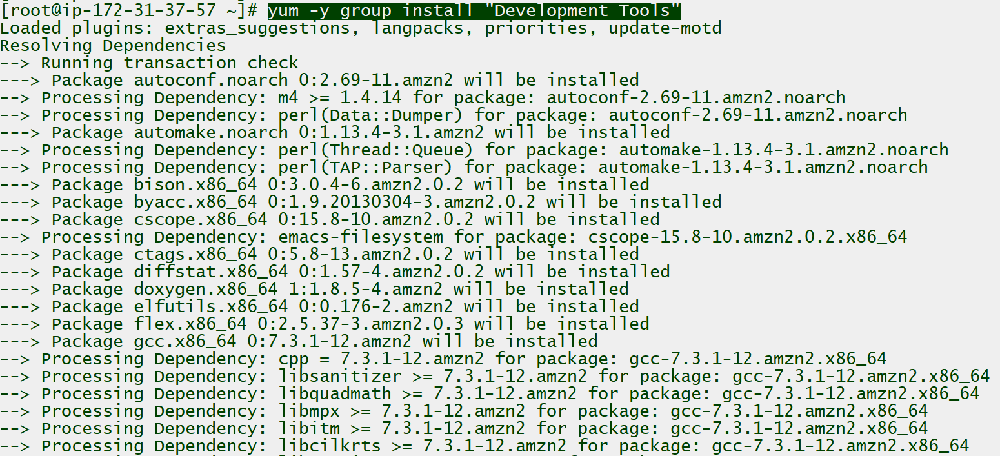 [root@ip-172-31-37-57 ~]# yum -y group install "Development Tools"
Loaded plugins: extras_suggestions, langpacks, priorities, update-motd
Resolving Dependencies
--> Running transaction check
---> Package autoconf.noarch 0:2.69-11.amzn2 will be installed
--> Processing Dependency: m4 >= 1.4.14 for package: autoconf-2.69-11.amzn2.noarch
--> Processing Dependency: perl(Data::Dumper) for package: autoconf-2.69-11.amzn2.noarch
---> Package automake.noarch 0:1.13.4-3.1.amzn2 will be installed
--> Processing Dependency: perl(Thread::Queue) for package: automake-1.13.4-3.1.amzn2.noarch
--> Processing Dependency: perl(TAP::Parser) for package: automake-1.13.4-3.1.amzn2.noarch
---> Package bison.x86_64 0:3.0.4-6.amzn2.0.2 will be installed
---> Package byacc.x86_64 0:1.9.20130304-3.amzn2.0.2 will be installed
---> Package cscope.x86_64 0:15.8-10.amzn2.0.2 will be installed
--> Processing Dependency: emacs-filesystem for package: cscope-15.8-10.amzn2.0.2.x86_64
---> Package ctags.x86_64 0:5.8-13.amzn2.0.2 will be installed
---> Package diffstat.x86_64 0:1.57-4.amzn2.0.2 will be installed
---> Package doxygen.x86_64 1:1.8.5-4.amzn2 will be installed
---> Package elfutils.x86_64 0:0.176-2.amzn2 will be installed
---> Package flex.x86_64 0:2.5.37-3.amzn2.0.3 will be installed
---> Package gcc.x86_64 0:7.3.1-12.amzn2 will be installed
--> Processing Dependency: cpp = 7.3.1-12.amzn2 for package: gcc-7.3.1-12.amzn2.x86_64
--> Processing Dependency: libsanitizer >= 7.3.1-12.amzn2 for package: gcc-7.3.1-12.amzn2.x86_64
--> Processing Dependency: libquadmath >= 7.3.1-12.amzn2 for package: gcc-7.3.1-12.amzn2.x86_64
--> Processing Dependency: libmpx >= 7.3.1-12.amzn2 for package: gcc-7.3.1-12.amzn2.x86_64
--> Processing Dependency: libitm >= 7.3.1-12.amzn2 for package: gcc-7.3.1-12.amzn2.x86_64
--> Processing Dependency: libcilkrts >= 7.3.1-12.amzn2 for package: gcc-7.3.1-12.amzn2.x86_64